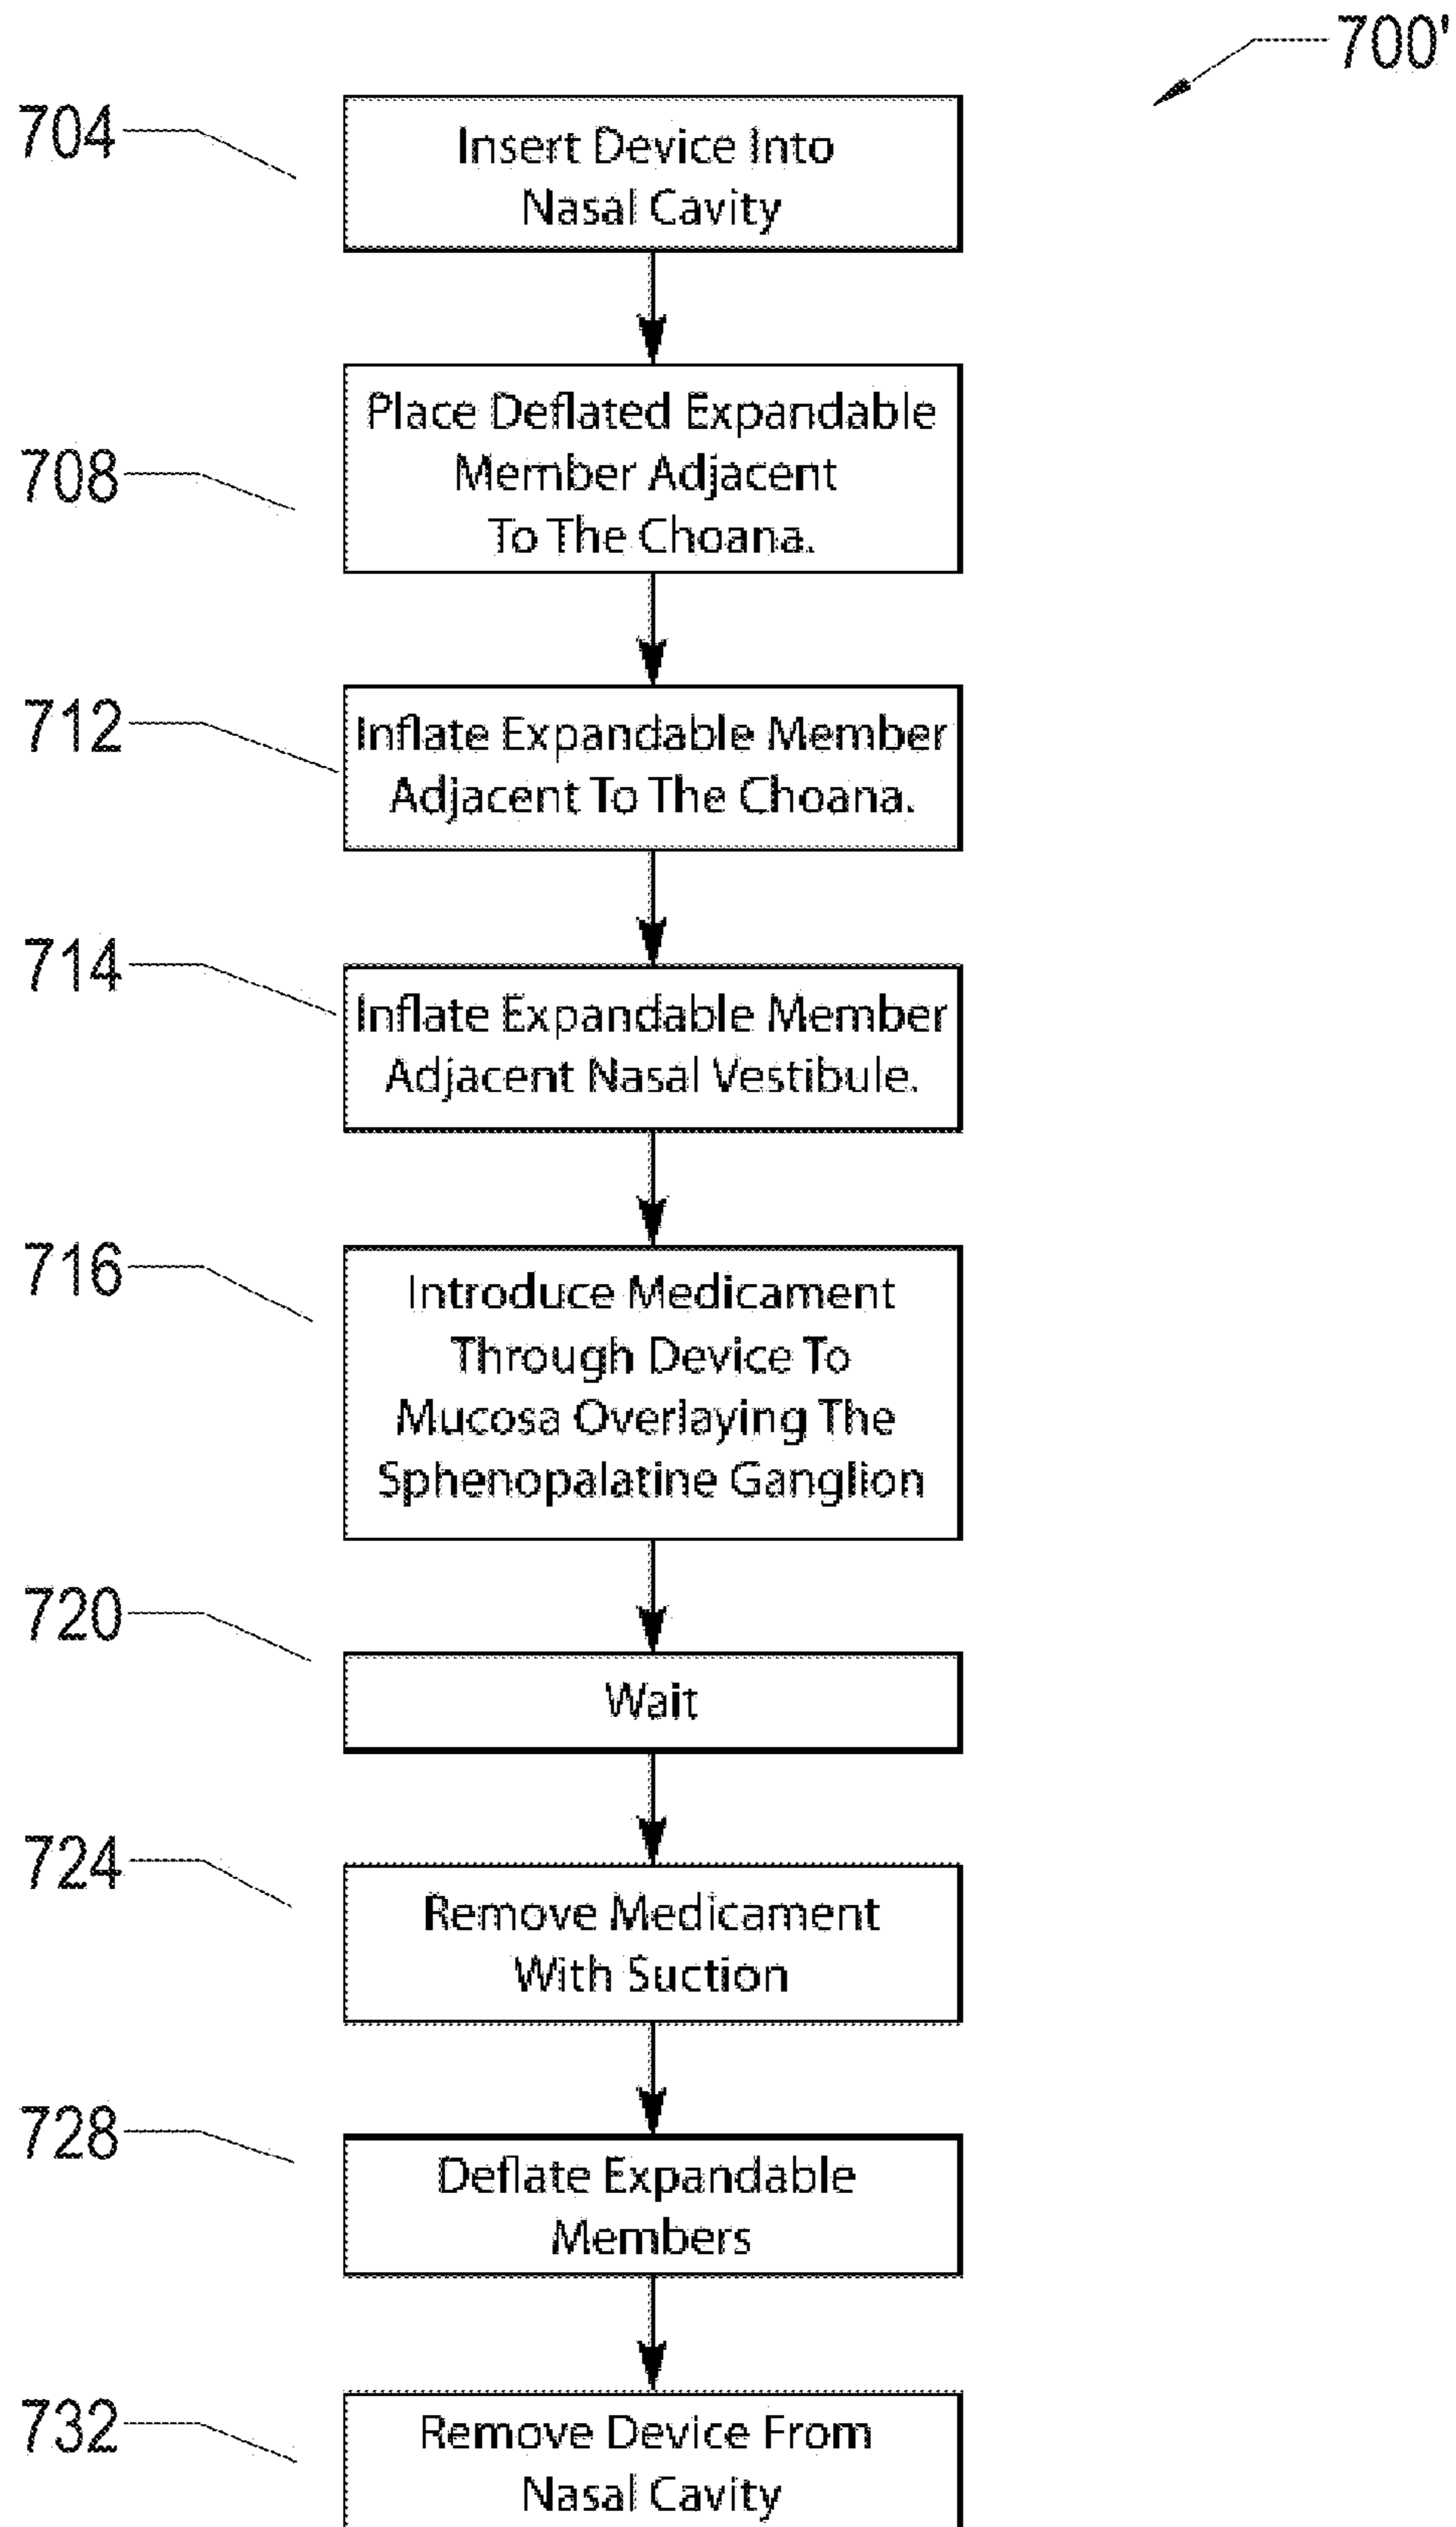 700'
704
Insert Device Into
Nasal Cavity
708
Place Deflated Expandable
Member Adjacent
To The Choana.
712
Inflate Expandable Member
Adjacent To The Choana.
714
Inflate Expandable Member
Adjacent Nasal Vestibule.
716
Introduce Medicament
Through Device To
Mucosa Overlaying The
Sphenopalatine Ganglion
720
Wait
724
Remove Medicament
With Suction
728
Deflate Expandable
Members
732
Remove Device From
Nasal Cavity